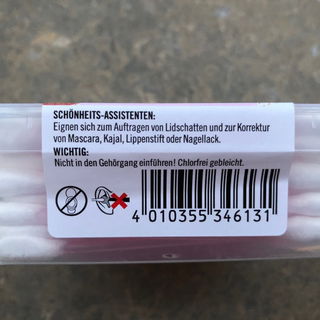 SCHÖNHEITS-ASSISTENTEN:
Eignen sich zum Auftragen von Lidschatten und zur Korrektur
von Mascara, Kajal, Lippenstift oder Nagellack.
WICHTIG:
Nicht in den Gehörgang einführen! Chlorfrei gebleicht.
4 010355 346131